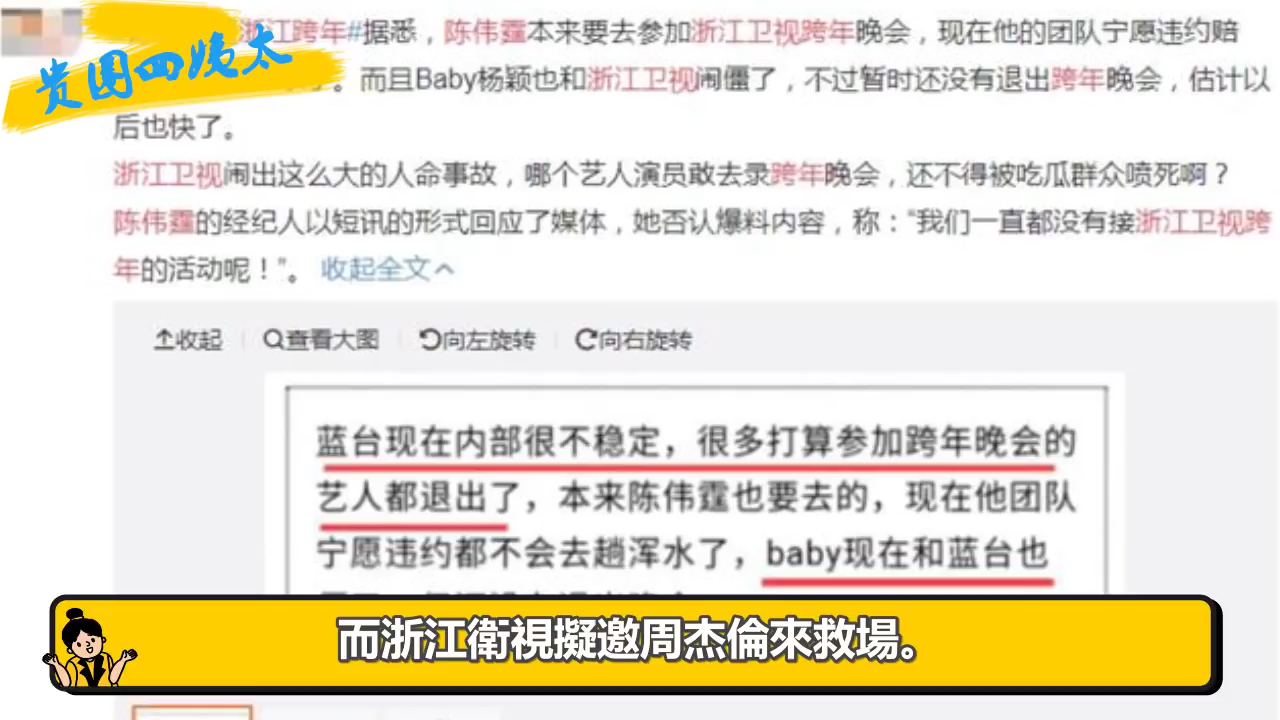 贵圈四姨太
浙江跨年#据悉，陈伟霆本来要去参加浙江卫视跨年晚会，现在他的团队宁愿违约赔
。而且Baby杨颖也和浙江卫视闹僵了，不过暂时还没有退出跨年晚会，估计以
后也快了。
浙江卫视闹出这么大的人命事故，哪个艺人演员敢去录跨年晚会，还不得被吃瓜群众喷死啊？
陈伟霆的经纪人以短讯的形式回应了媒体，她否认爆料内容，称："我们一直都没有接浙江卫视跨
年的活动呢！"。 收起全文
收起 查看大图 向左旋转 向右旋转
蓝台现在内部很不稳定，很多打算参加跨年晚会的
艺人都退出了，本来陈伟霆也要去的，现在他团队
宁愿违约都不会去趟浑水了，baby现在和蓝台也
而浙江衛視擬邀周杰倫來救場。